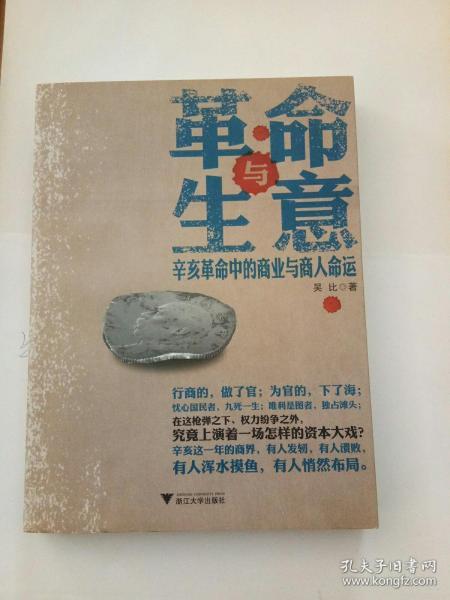 革命
与
生意
辛亥革命中的商业与商人命运
吴 比◎著
行商的，做了官；为官的，下了海；
忧心国民者，九死一生；唯利是图者，独占滩头；
在这枪弹之下、权力纷争之外，
究竟上演着一场怎样的资本大戏？
辛亥这一年的商界，有人发轫，有人溃败，
有人浑水摸鱼，有人悄然布局。
ZHEJIANG UNIVERSITY PRESS
浙江大学出版社
孔夫子旧书网
www.kongfz.com